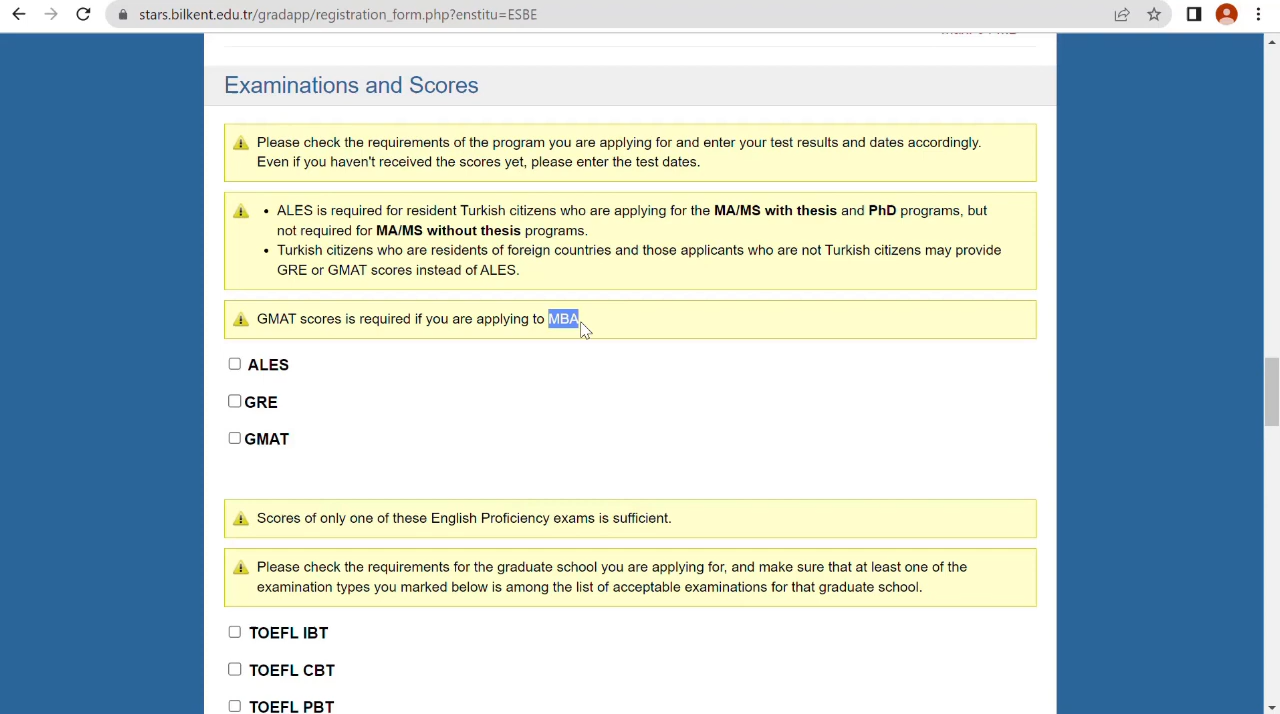 stars.bilkent.edu.tr/gradapp/registration_form.php?enstitu=ESBE
Examinations and Scores
Please check the requirements of the program you are applying for and enter your test results and dates accordingly.
Even if you haven't received the scores yet, please enter the test dates.
• ALES is required for resident Turkish citizens who are applying for the MA/MS with thesis and PhD programs, but
not required for MA/MS without thesis programs.
• Turkish citizens who are residents of foreign countries and those applicants who are not Turkish citizens may provide
GRE or GMAT scores instead of ALES.
GMAT scores is required if you are applying to MBA
ALES
GRE
GMAT
Scores of only one of these English Proficiency exams is sufficient.
Please check the requirements for the graduate school you are applying for, and make sure that at least one of the
examination types you marked below is among the list of acceptable examinations for that graduate school.
TOEFL IBT
TOEFL CBT
TOEFL PBT